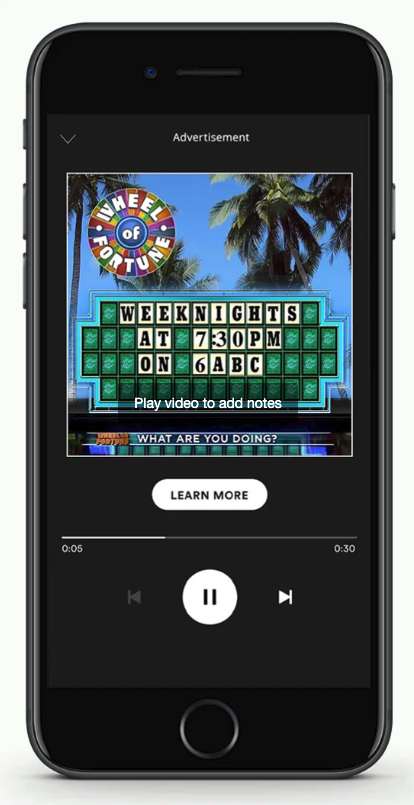 Advertisement
WHEEL
OF
FORTUNE
WEEKNIGHTS
AT 7:30PM
ON 6ABC
Play video to add notes
WHEEL OF FORTUNE WHAT ARE YOU DOING?
LEARN MORE
0:05 0:30